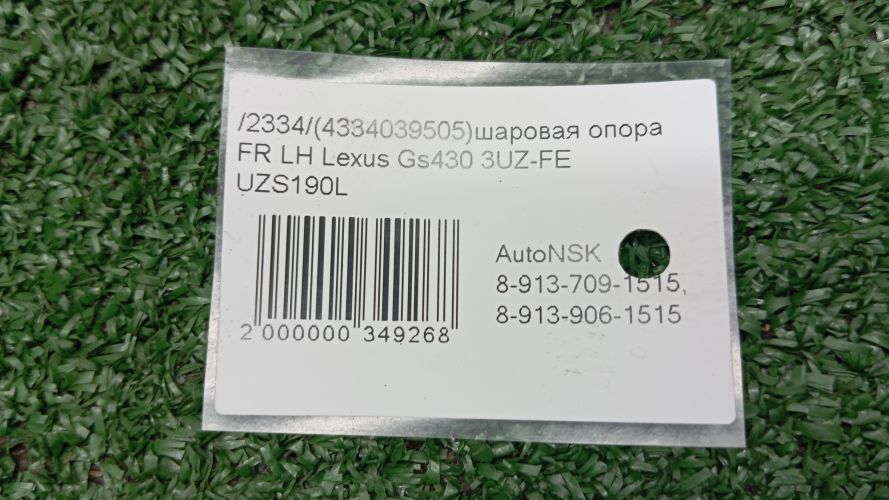 /2334/(4334039505)шаровая опора
FR LH Lexus Gs430 3UZ-FE
UZS190L
AutoNSK
8-913-709-1515,
8-913-906-1515
2 000000 349268